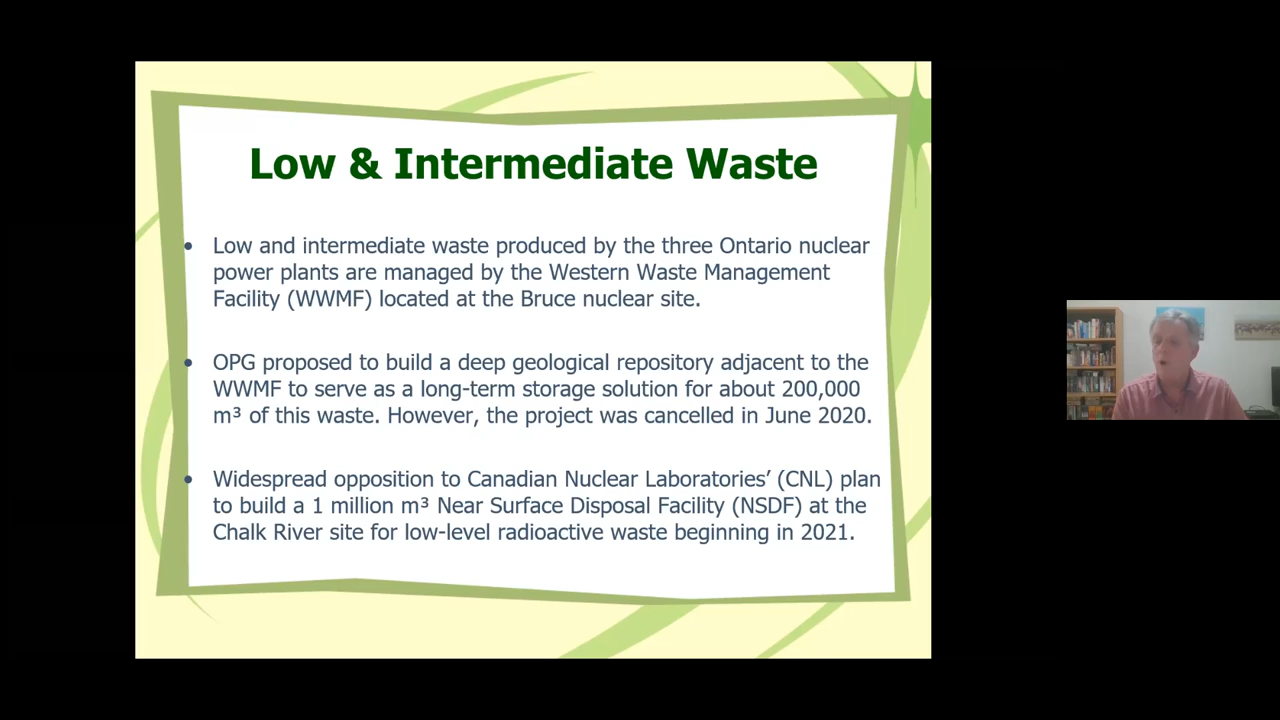 Low & Intermediate Waste
• Low and intermediate waste produced by the three Ontario nuclear
power plants are managed by the Western Waste Management
Facility (WWMF) located at the Bruce nuclear site.
• OPG proposed to build a deep geological repository adjacent to the
WWMF to serve as a long-term storage solution for about 200,000
m³ of this waste. However, the project was cancelled in June 2020.
• Widespread opposition to Canadian Nuclear Laboratories’ (CNL) plan
to build a 1 million m³ Near Surface Disposal Facility (NSDF) at the
Chalk River site for low-level radioactive waste beginning in 2021.